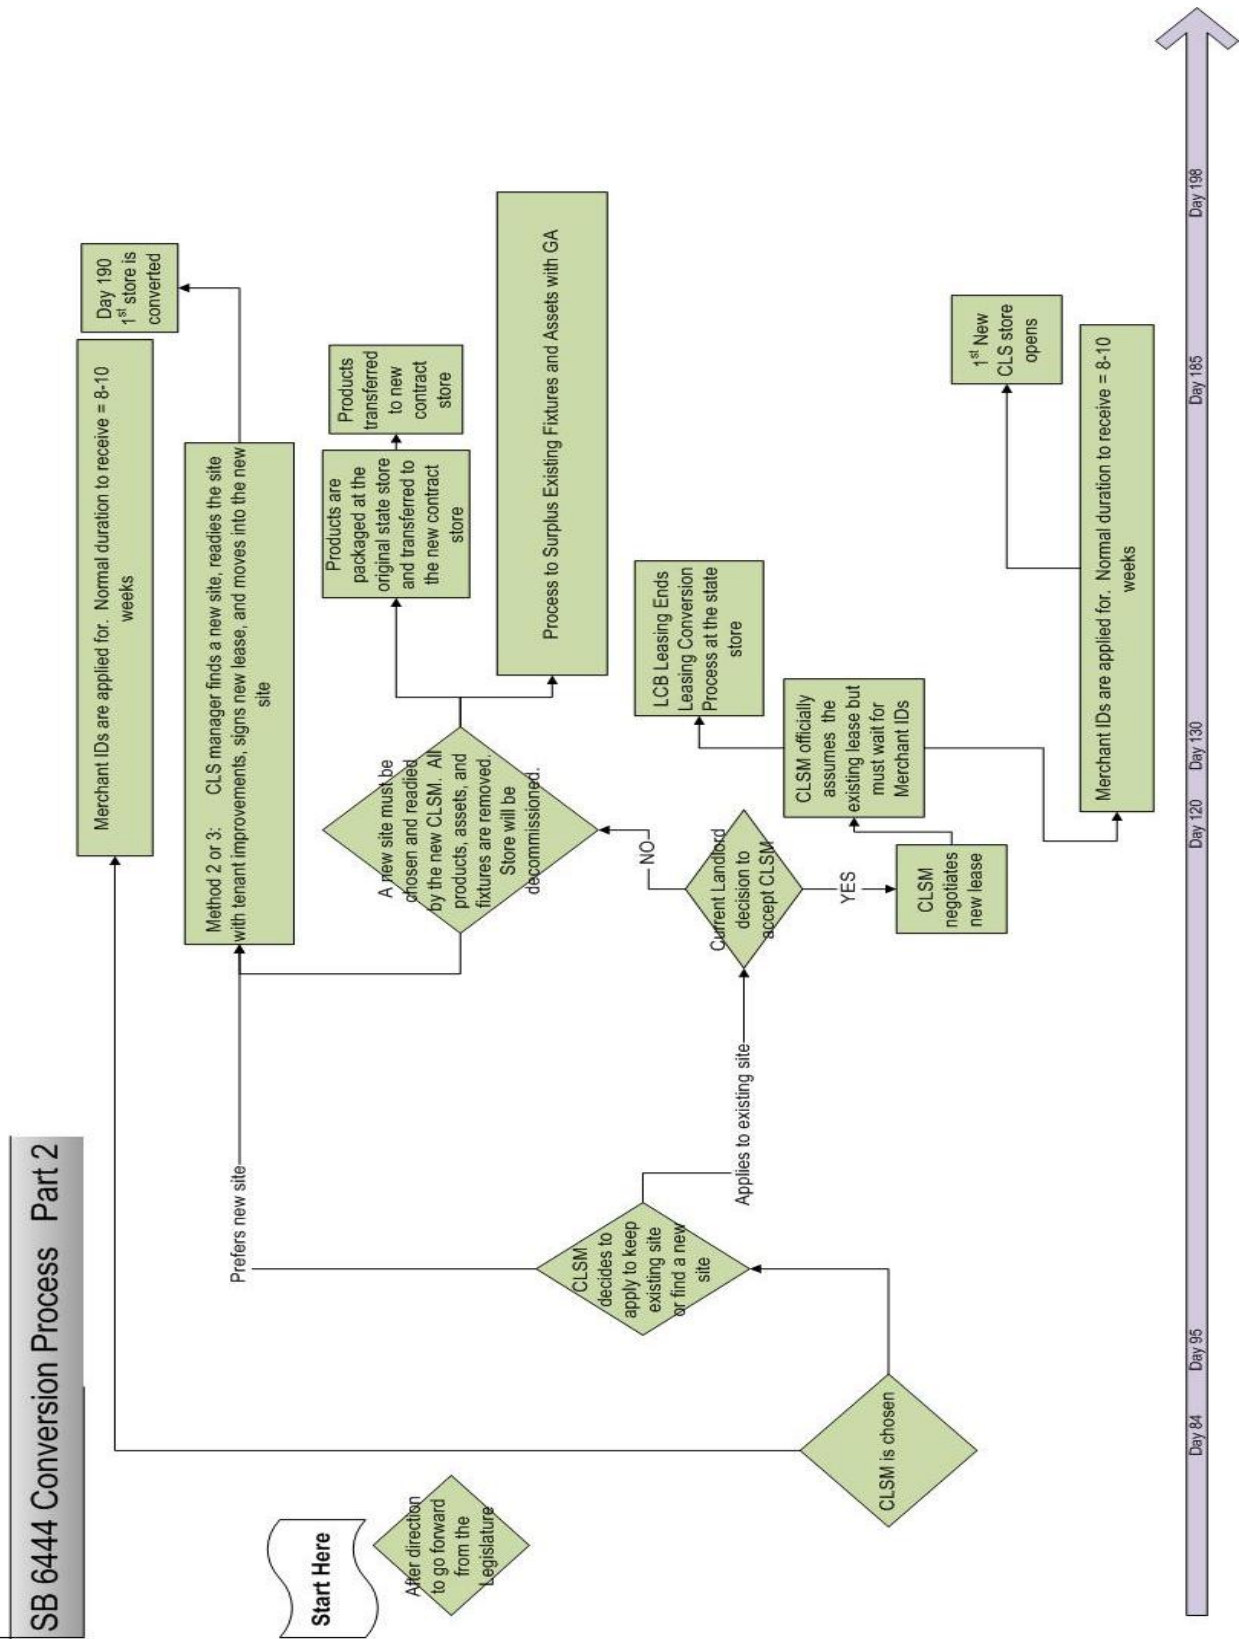 SB 6444 Conversion Process   Part 2
Start Here
After direction
to go forward
from the
Legislature
CLSM is chosen
Merchant IDs are applied for.  Normal duration to receive = 8-10
weeks
CLSM
decides to
apply to keep
existing site
or find a new
site
Prefers new site
Applies to existing site
Method 2 or 3:     CLS manager finds a new site, readies the site
with tenant improvements, signs new lease, and moves into the new
site
Day 190
1st store is
converted
A new site must be
chosen and readied
by the new CLSM.  All
products, assets, and
fixtures are removed.
Store will be
decommissioned.
Products are
packaged at the
original state store
and transferred to
the new contract
store
Products
transferred
to new
contract
store
Process to Surplus Existing Fixtures and Assets with GA
Current Landlord
decision to
accept CLSM
NO
YES
CLSM
negotiates
new lease
CLSM officially
assumes  the
existing lease but
must wait for
Merchant IDs
LCB Leasing Ends
Leasing Conversion
Process at the state
store
Merchant IDs are applied for.  Normal duration to receive = 8-10
weeks
1st New
CLS store
opens
Day 84
Day 95
Day 120
Day 130
Day 185
Day 198